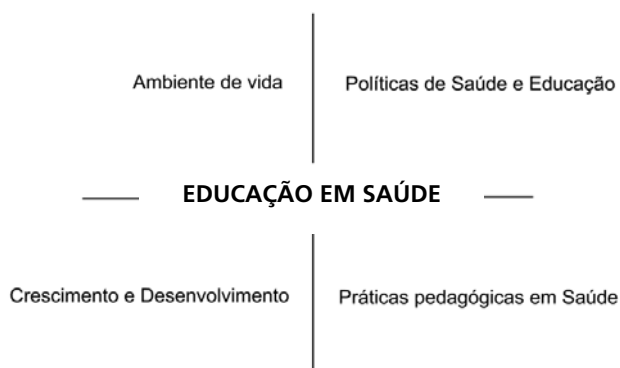 Ambiente de vida
Políticas de Saúde e Educação
EDUCAÇÃO EM SAÚDE
Crescimento e Desenvolvimento
Práticas pedagógicas em Saúde